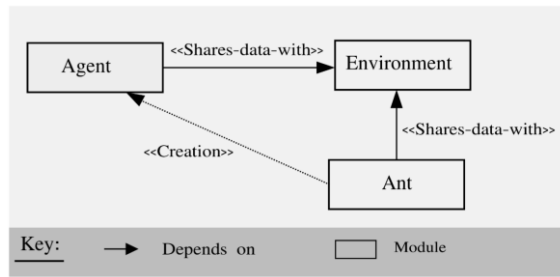 <<Shares-data-with>>
Agent
Environment
<<Shares-data-with>>
<<Creation>>
Ant
Key:
Depends on
Module